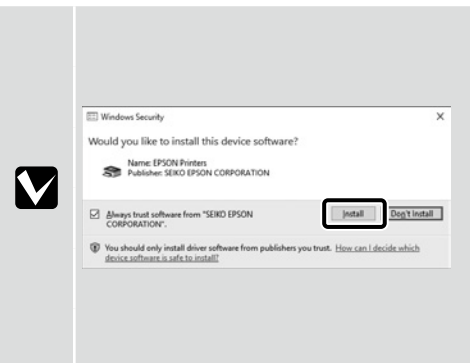 Windows Security
Would you like to install this device software?
Name: EPSON Printers
Publisher: SEIKO EPSON CORPORATION
Always trust software from "SEIKO EPSON
CORPORATION".
Install
Don't Install
You should only install driver software from publishers you trust. How can I decide which
device software is safe to install?